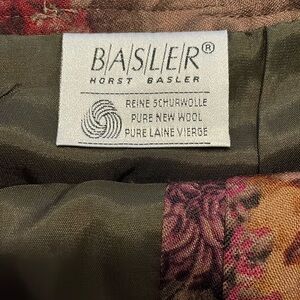 BASLER®
HORST BASLER
REINE SCHURWOLLE
PURE NEW WOOL
PURE LAINE VIERGE